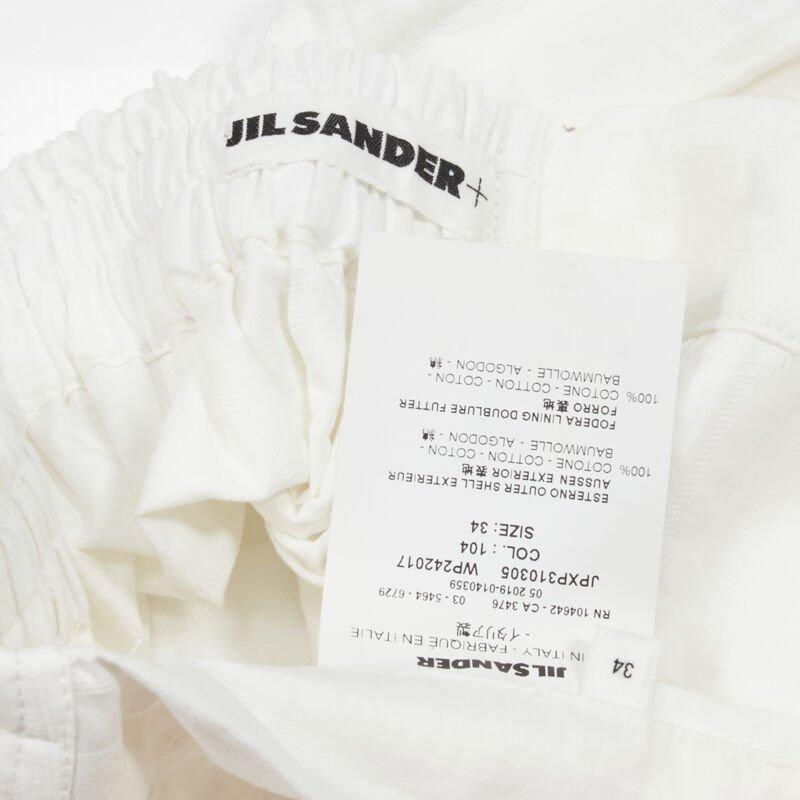 JIL SANDER+
JIL SANDER
IN ITALY - FABRIQUÉ EN ITALIE
- イタリア製
RN 104642 - CA 3476 03 - 5464 - 6729
05 2019-0140359
JPXP310305 WP242017
COL. : 104
SIZE: 34
ESTERNO OUTER SHELL EXTERIEUR
AUSSEN EXTERIOR 表地
100% COTONE - COTTON - COTON -
BAUMWOLLE - ALGODON - 綿 -
FODERA LINING DOUBLURE FUTTER
FORRO 裏地
100% COTONE - COTTON - COTON -
BAUMWOLLE - ALGODON - 綿 -
34